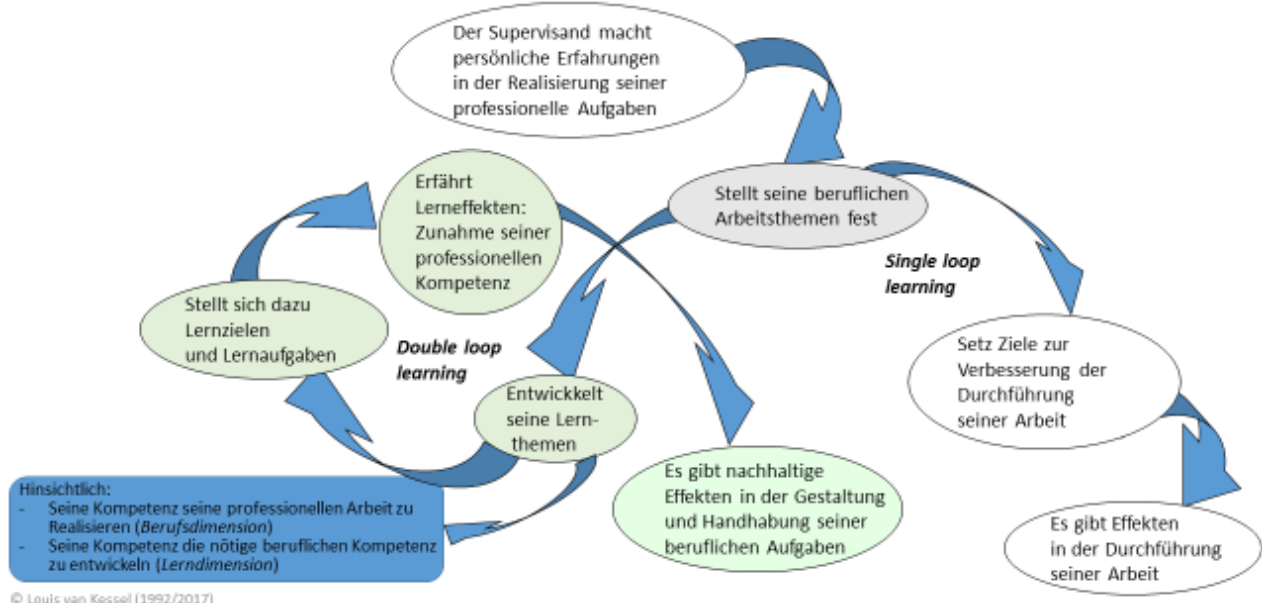 Der Supervisand macht
persönliche Erfahrungen
in der Realisierung seiner
professionelle Aufgaben
Stellt seine beruflichen
Arbeitsthemen fest
Single loop
learning
Setz Ziele zur
Verbesserung der
Durchführung
seiner Arbeit
Es gibt Effekten
in der Durchführung
seiner Arbeit
Double loop
learning
Entwickkelt
seine Lern-
themen
Hinsichtlich:
- Seine Kompetenz seine professionellen Arbeit zu
Realisieren (Berufsdimension)
- Seine Kompetenz die nötige beruflichen Kompetenz
zu entwickeln (Lerndimension)
Stellt sich dazu
Lernzielen
und Lernaufgaben
Erfährt
Lerneffekten:
Zunahme seiner
professionellen
Kompetenz
Es gibt nachhaltige
Effekten in der Gestaltung
und Handhabung seiner
beruflichen Aufgaben
© Louis van Kessel (1992/2017)